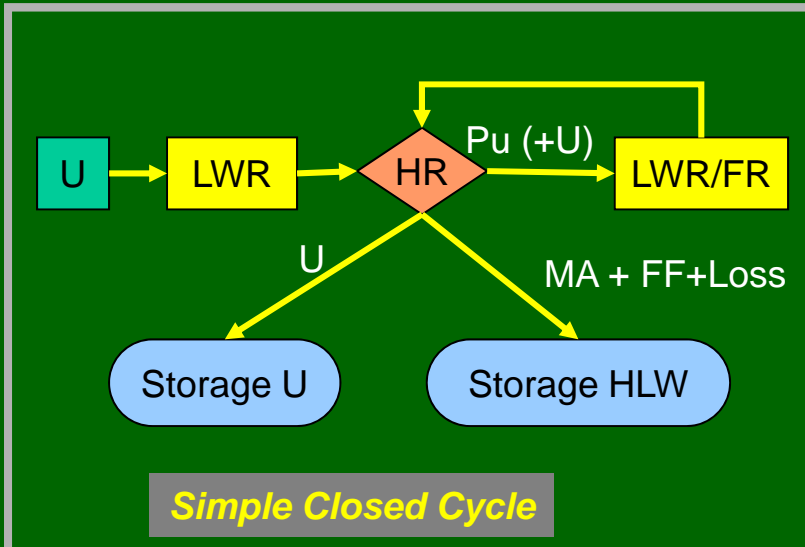 Pu (+U)
U
LWR
HR
LWR/FR
U
MA + FF+Loss
Storage U
Storage HLW
Simple Closed Cycle